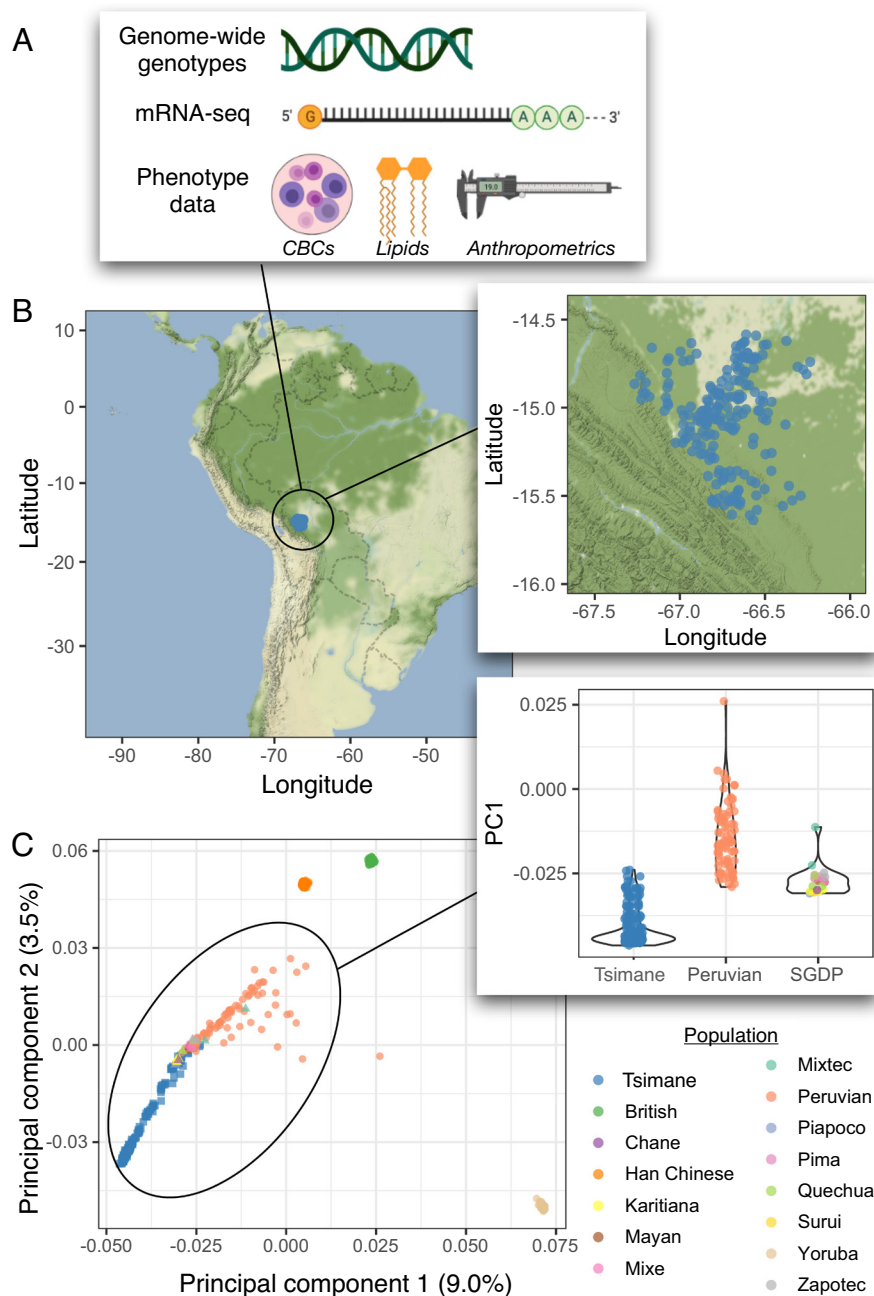 A
Genome-wide
genotypes
mRNA-seq
5' G A A A 3'
Phenotype
data
19.0
CBCs Lipids Anthropometrics
B
10
0
-10
-20
-30
Latitude
-90 -80 -70 -60 -50
Longitude
-14.5
-15.0
-15.5
-16.0
Latitude
-67.5 -67.0 -66.5 -66.0
Longitude
0.025
0.000
-0.025
PC1
Tsimane Peruvian SGDP
C
0.06
0.03
0.00
-0.03
Principal component 2 (3.5%)
-0.050 -0.025 0.000 0.025 0.050 0.075
Principal component 1 (9.0%)
Population
Tsimane
British
Chane
Han Chinese
Karitiana
Mayan
Mixe
Mixtec
Peruvian
Piapoco
Pima
Quechua
Surui
Yoruba
Zapotec